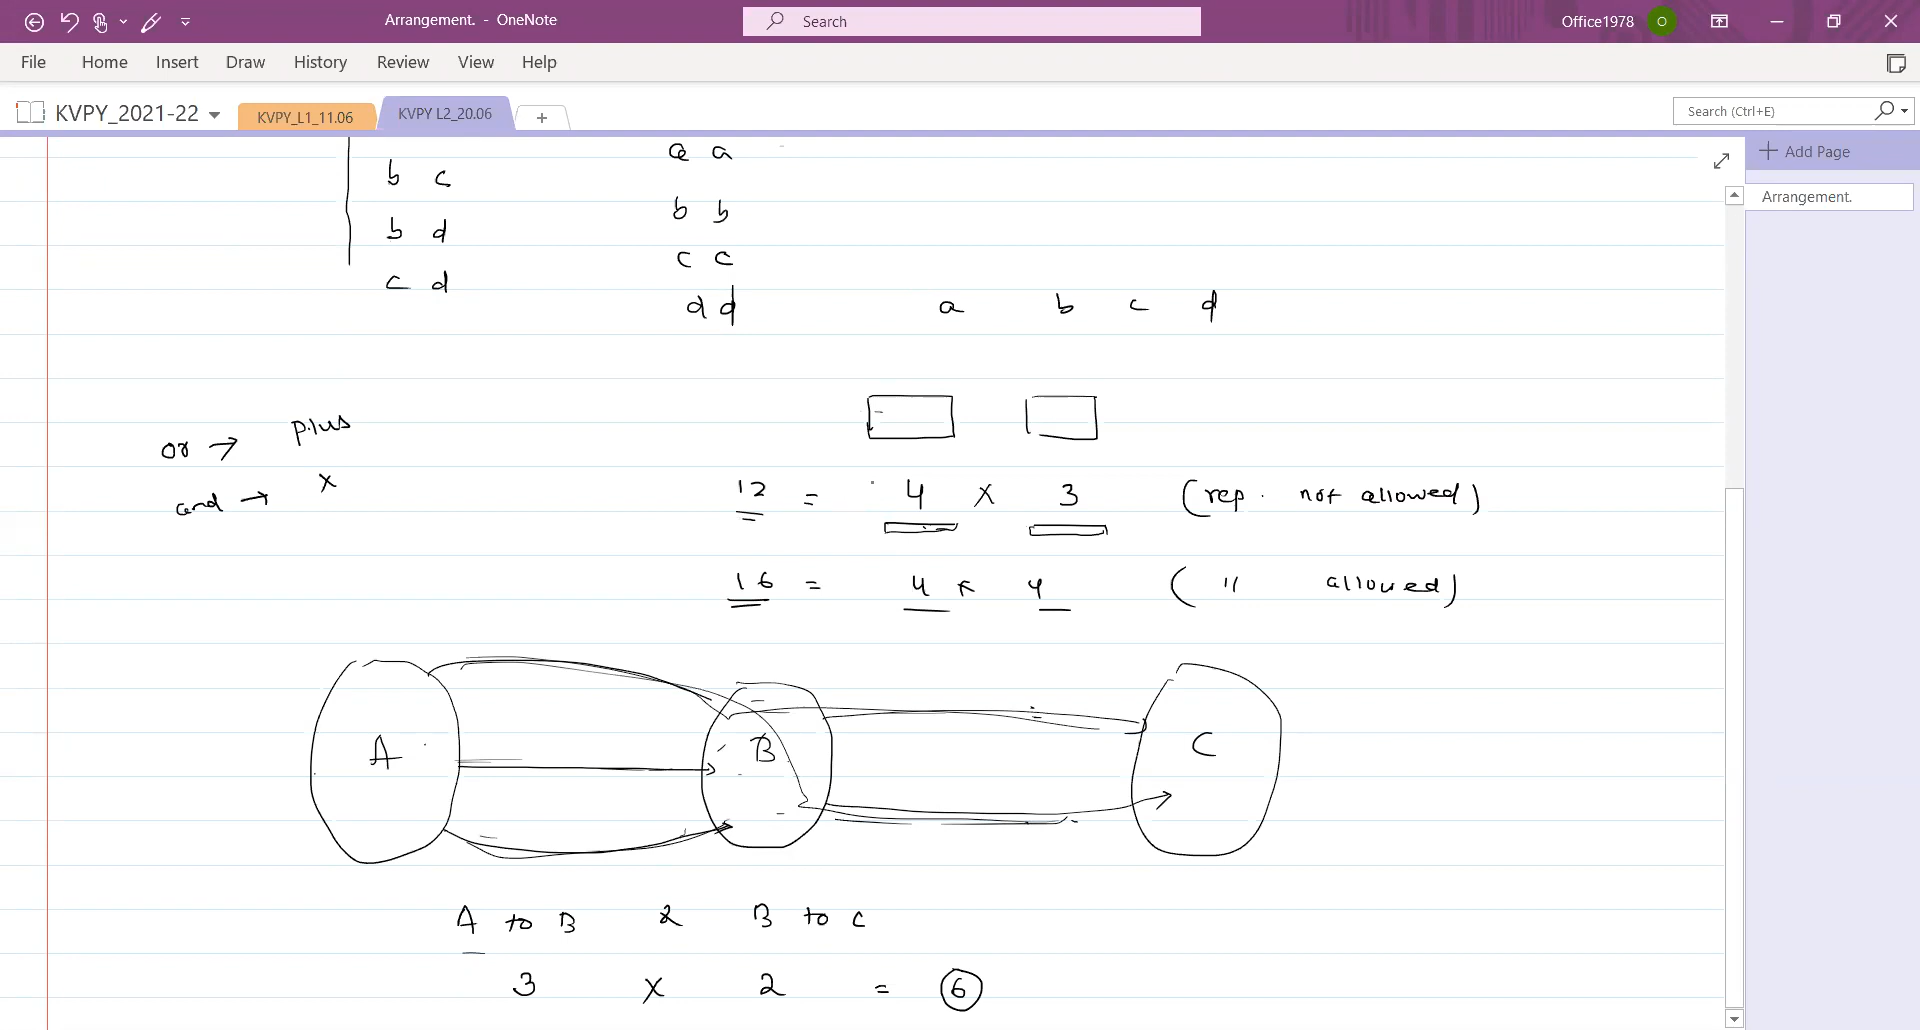 Arrangement. - OneNote
Search
Office1978
O
File Home Insert Draw History Review View Help
KVPY_2021-22
KVPY_L1_11.06
KVPY L2_20.06
+
Search (Ctrl+E)
+ Add Page
Arrangement.
a a
b c
b b
b d
c c
c d
d d
a b c d
or → plus
and → x
12 = 4 x 3 (rep. not allowed)
16 = 4 x 4 ( " allowed)
A B C
A to B & B to C
3 x 2 = 6